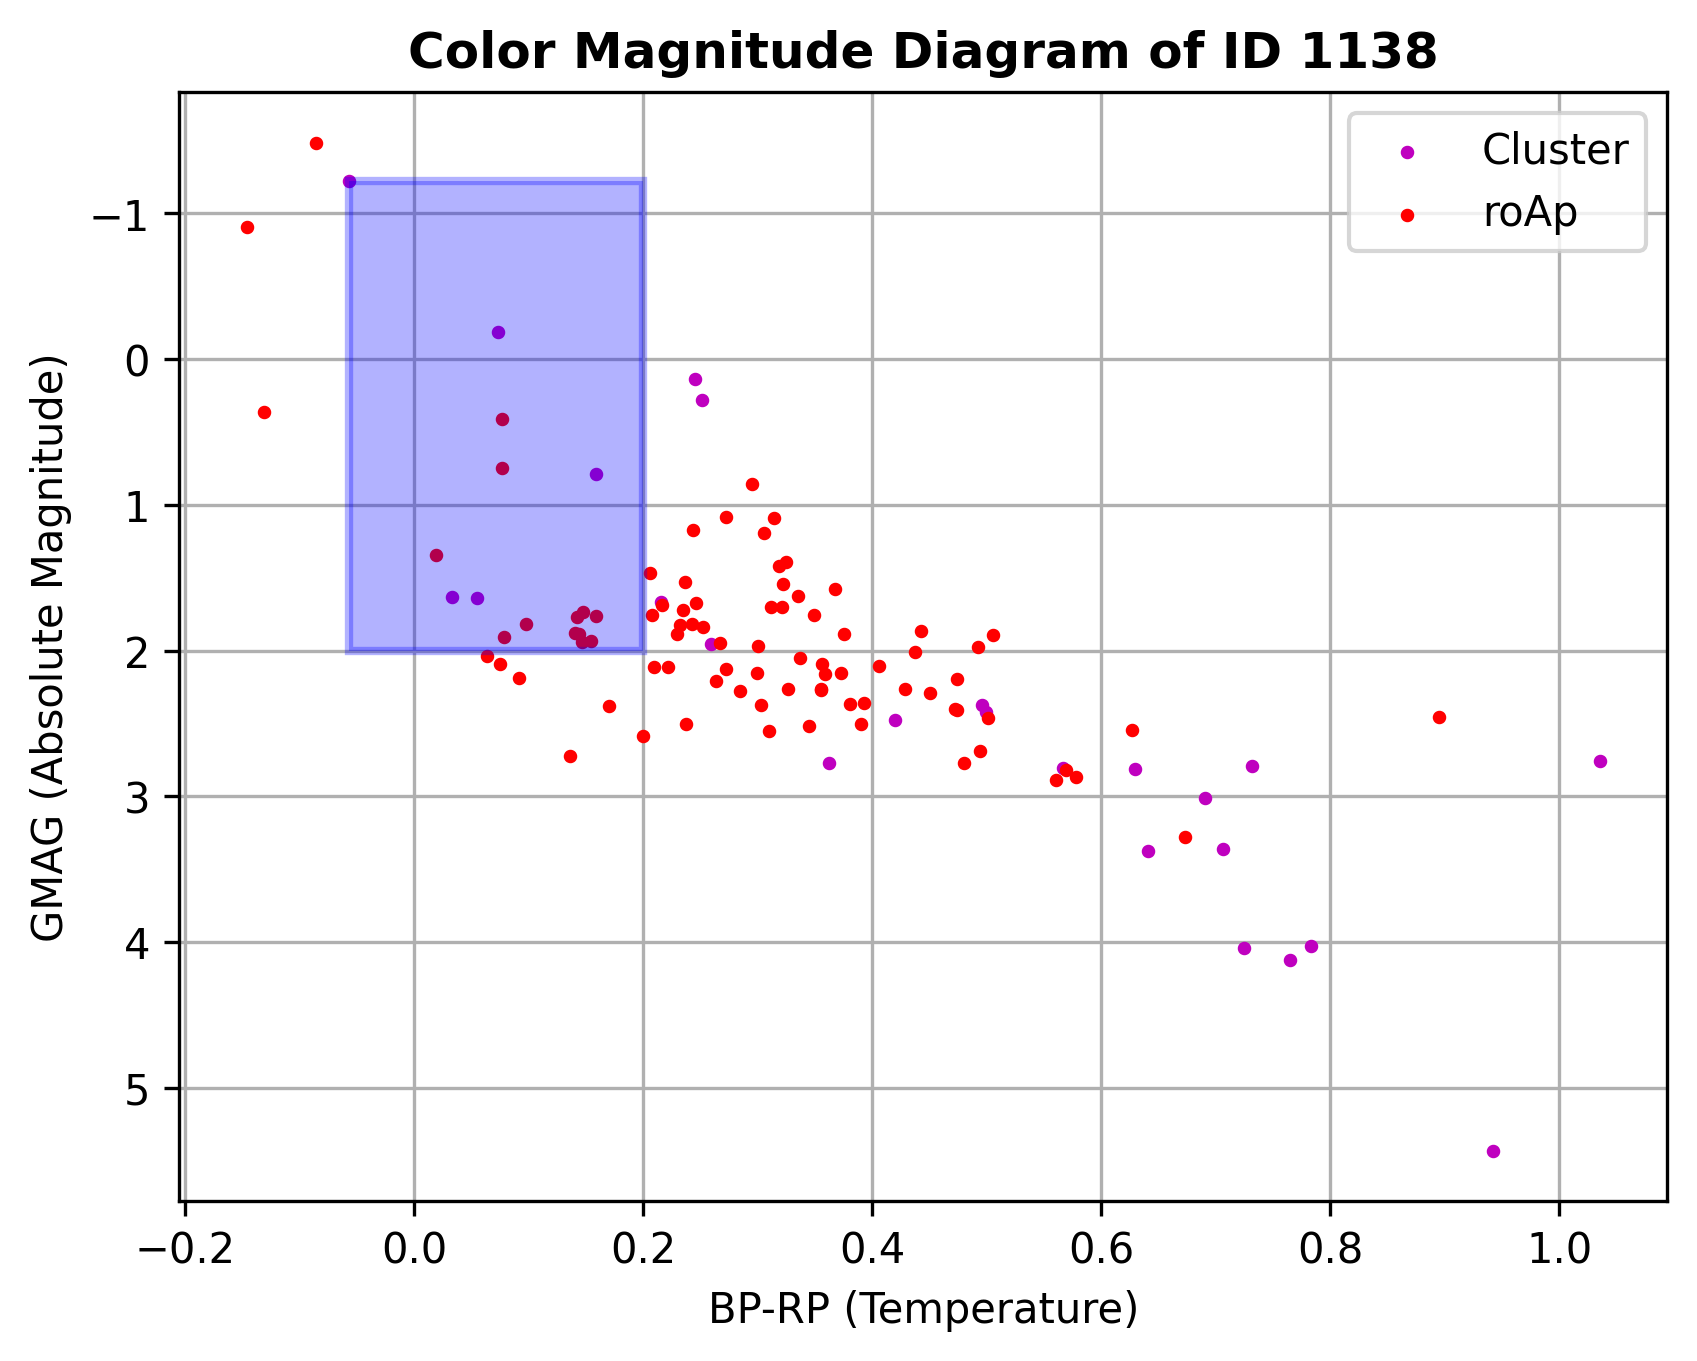 Color Magnitude Diagram of ID 1138
Cluster
roAp
GMAG (Absolute Magnitude)
−1
0
1
2
3
4
5
−0.2 0.0 0.2 0.4 0.6 0.8 1.0
BP-RP (Temperature)